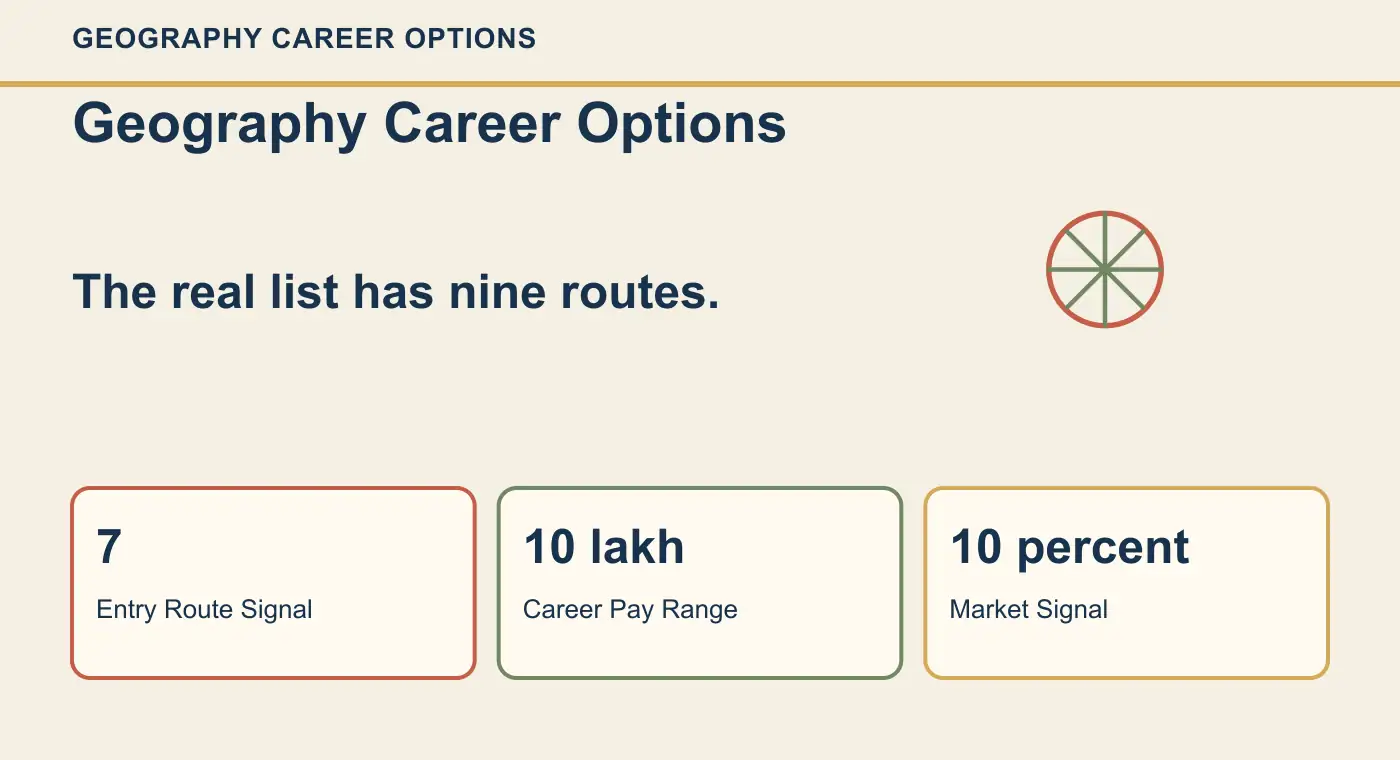 GEOGRAPHY CAREER OPTIONS
Geography Career Options
The real list has nine routes.
7
Entry Route Signal
10 lakh
Career Pay Range
10 percent
Market Signal